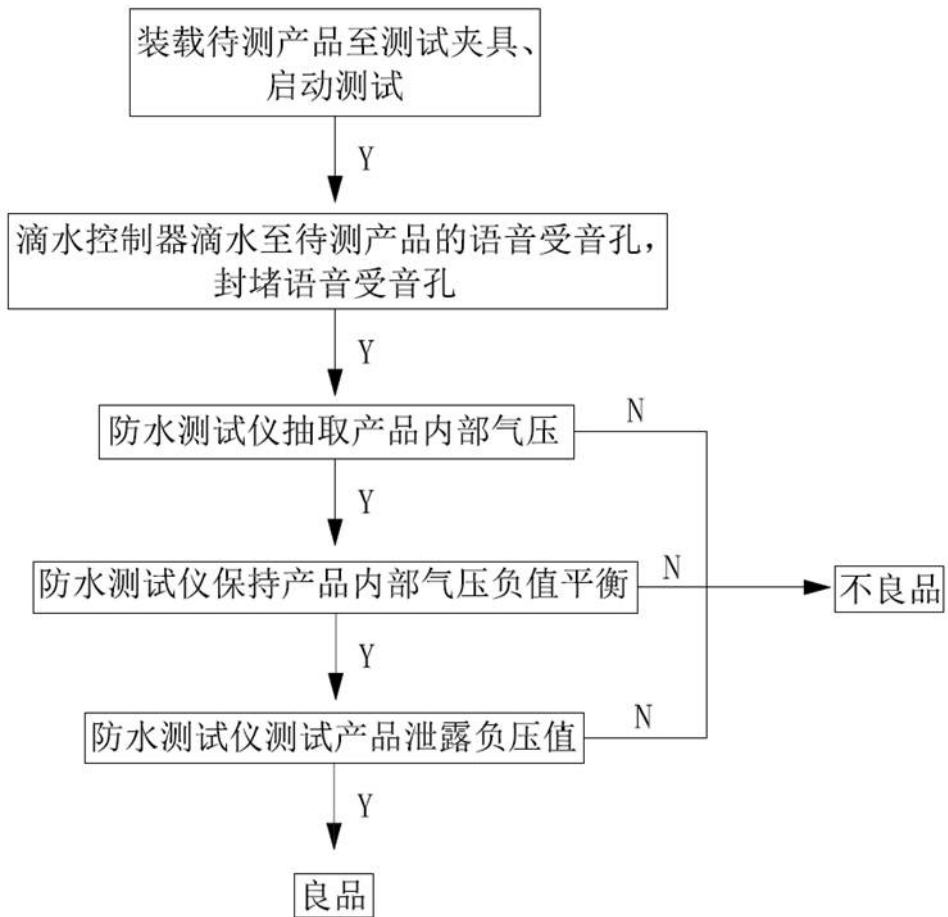 装载待测产品至测试夹具、
启动测试
Y
滴水控制器滴水至待测产品的语音受音孔，
封堵语音受音孔
Y
防水测试仪抽取产品内部气压
N
Y
防水测试仪保持产品内部气压负值平衡
N
不良品
Y
防水测试仪测试产品泄露负压值
N
Y
良品